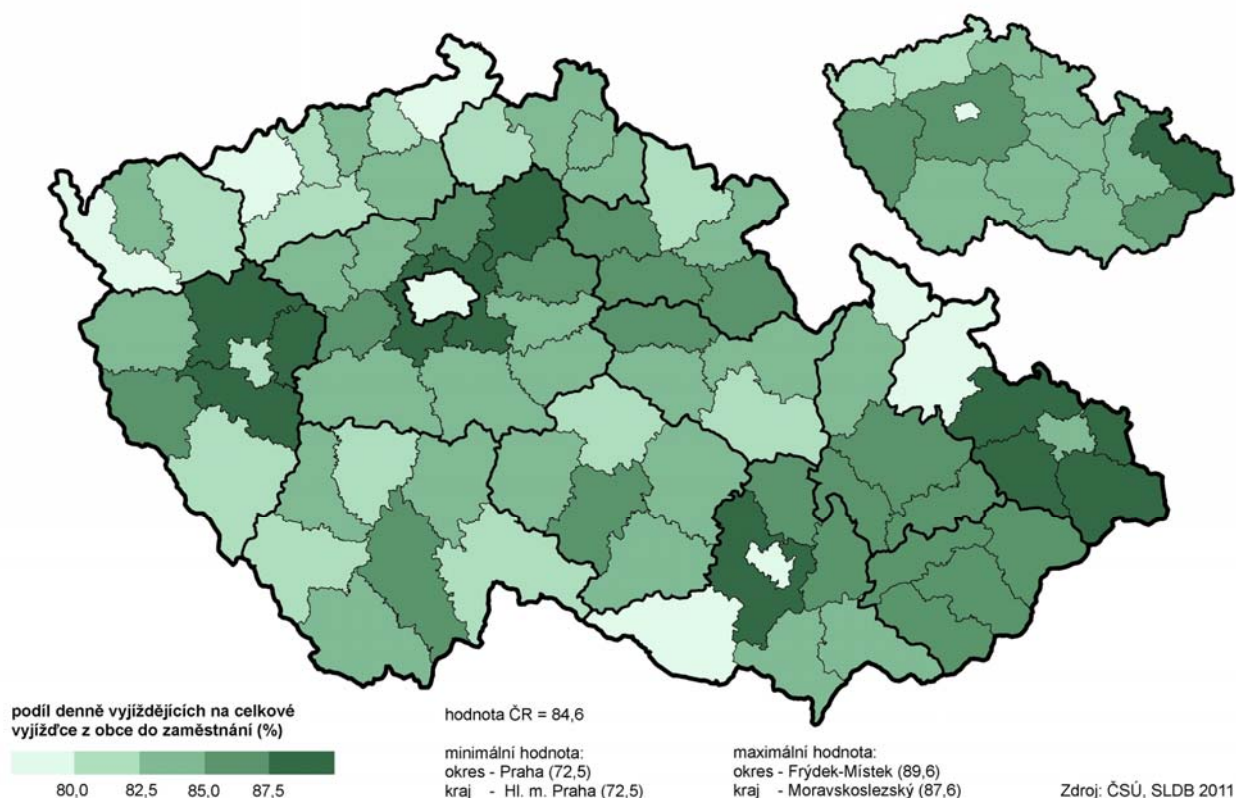 podíl denně vyjíždějících na celkové
vyjížďce z obce do zaměstnání (%)
80,0 82,5 85,0 87,5
hodnota ČR = 84,6
minimální hodnota:
okres - Praha (72,5)
kraj - Hl. m. Praha (72,5)
maximální hodnota:
okres - Frýdek-Místek (89,6)
kraj - Moravskoslezský (87,6)
Zdroj: ČSÚ, SLDB 2011